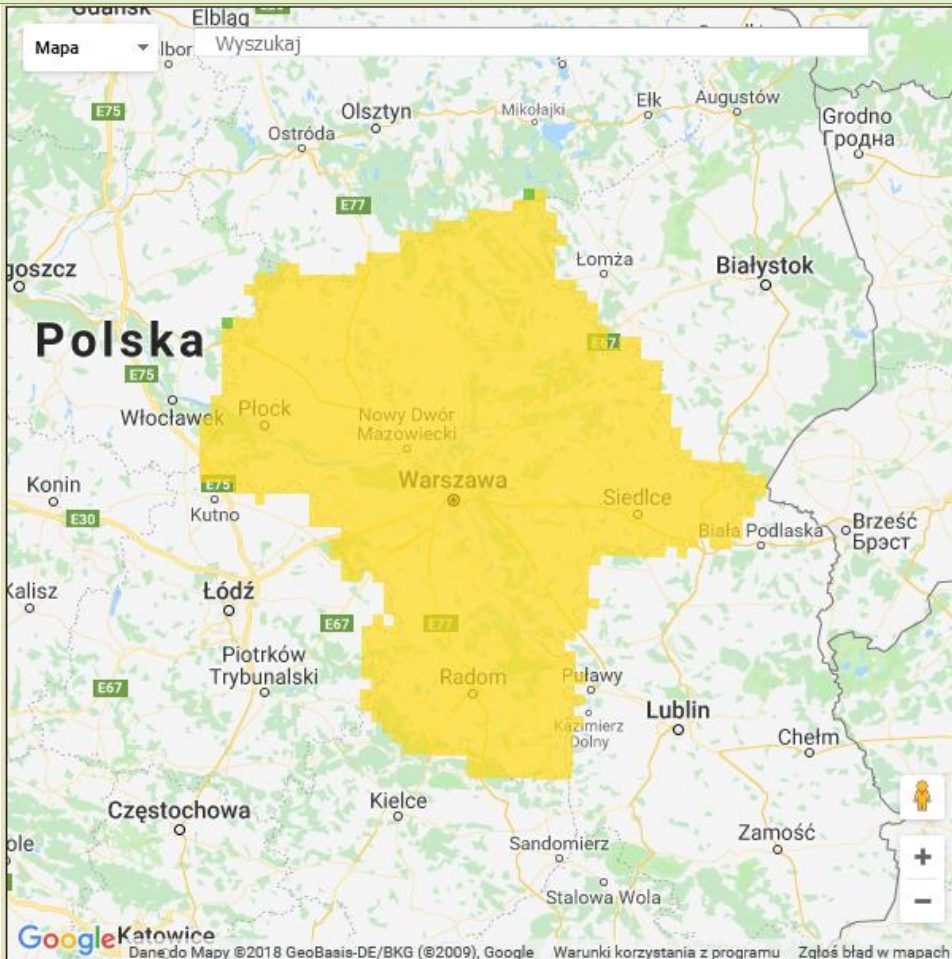 Gdańsk
Elbląg
Mapa
Wyszukaj
E75
Olsztyn
Mikołajki
Ełk
Augustów
Ostróda
Grodno
Гродна
E77
goszcz
Łomża
Białystok
Polska
E67
E75
Włocławek
Płock
Nowy Dwór
Mazowiecki
Konin
E75
Warszawa
Siedlce
E30
Kutno
Biała Podlaska
Brześć
Брэст
Kalisz
Łódź
E67
E77
Piotrków
Trybunalski
E67
Radom
Puławy
Lublin
Kazimierz
Dolny
Chełm
Częstochowa
Kielce
Sandomierz
Zamość
ole
Stalowa Wola
+
−
Google
Katowice
Dane do Mapy ©2018 GeoBasis-DE/BKG (©2009), Google
Warunki korzystania z programu
Zgłoś błąd w mapach